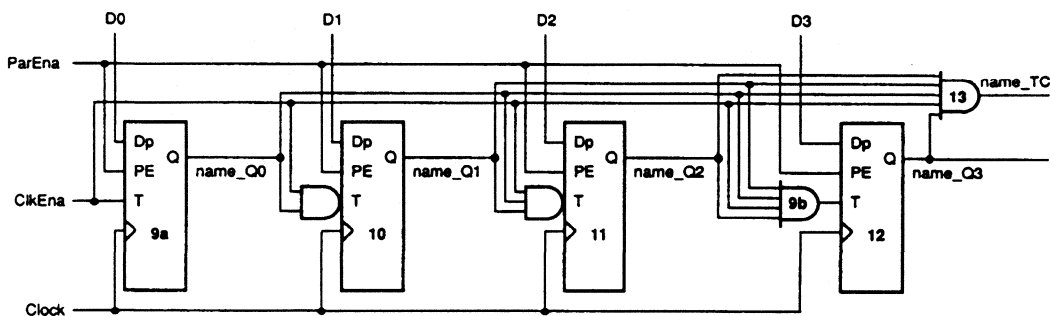 D0 D1 D2 D3
ParEna
name_TC
13
Dp Dp Dp Dp
Q Q Q Q
PE PE PE PE
name_Q0 name_Q1 name_Q2 name_Q3
ClkEna T T T 9b T
9a 10 11 12
Clock